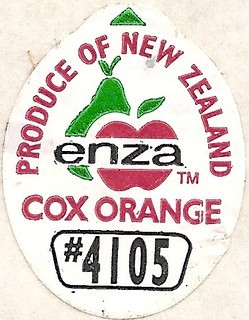 PRODUCE OF NEW ZEALAND
enza
TM
COX ORANGE
#4105